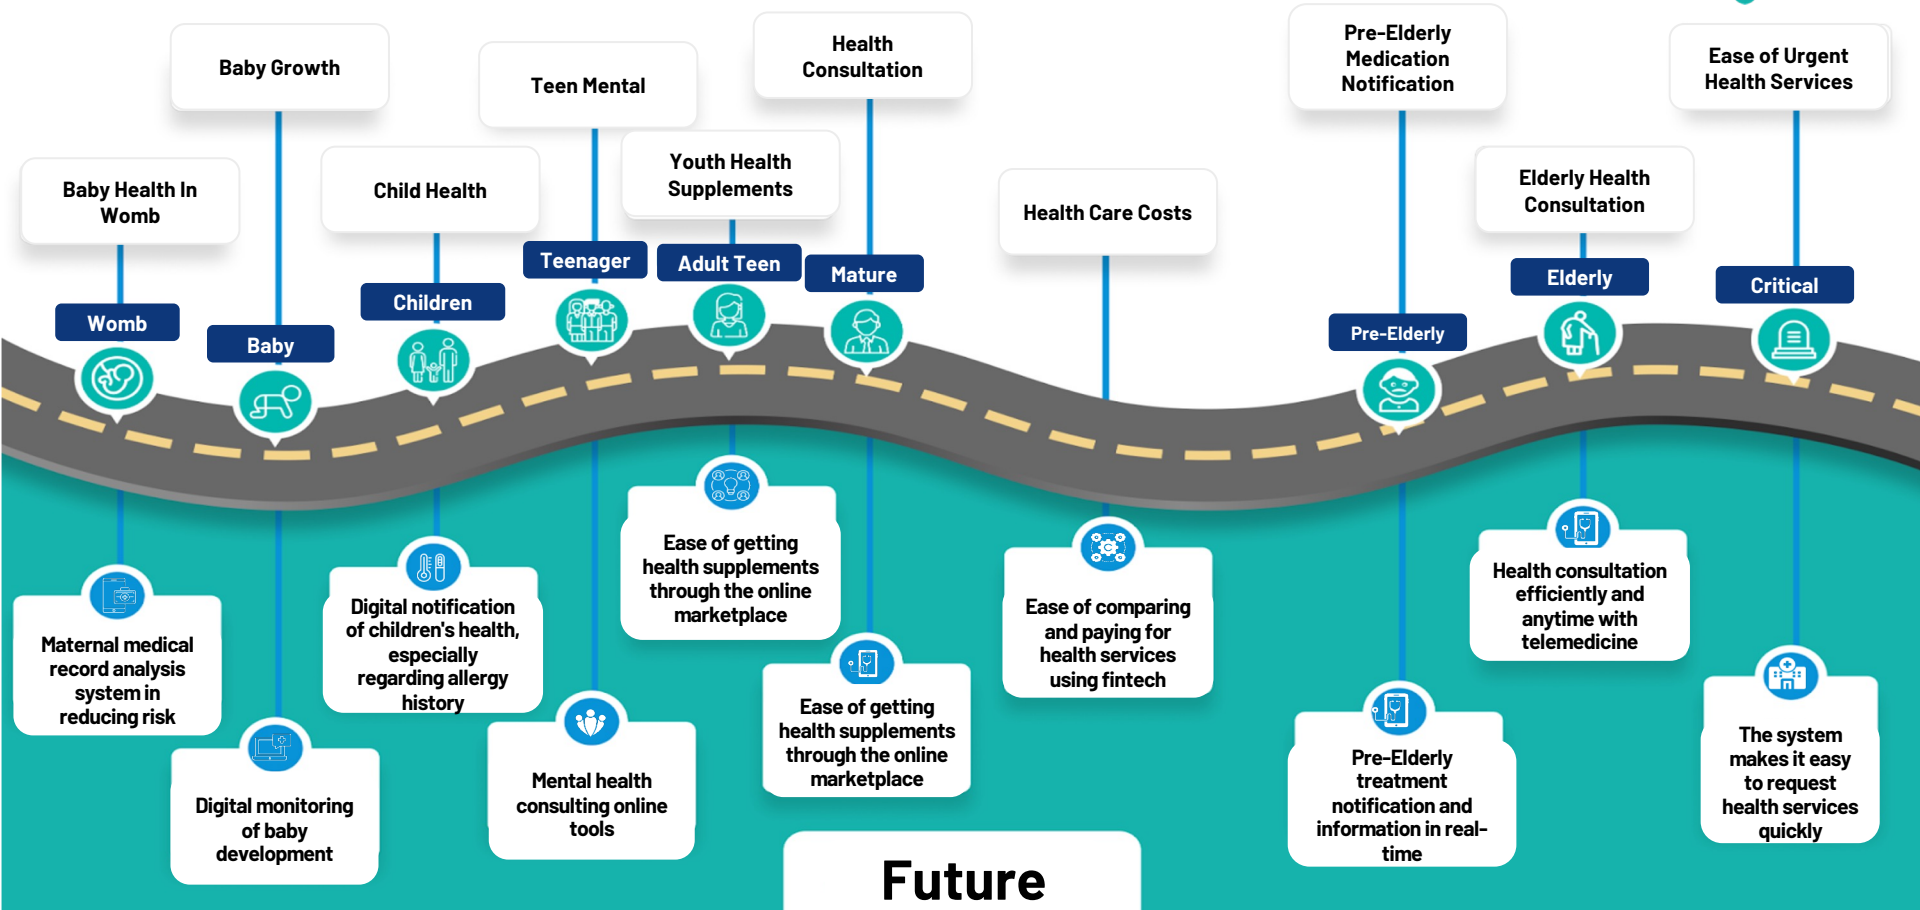 Baby Health In
Womb
Baby Growth
Child Health
Teen Mental
Youth Health
Supplements
Health
Consultation
Health Care Costs
Pre-Elderly
Medication
Notification
Elderly Health
Consultation
Ease of Urgent
Health Services
Womb
Baby
Children
Teenager
Adult Teen
Mature
Pre-Elderly
Elderly
Critical
Maternal medical
record analysis
system in
reducing risk
Digital monitoring
of baby
development
Digital notification
of children's health,
especially
regarding allergy
history
Mental health
consulting online
tools
Ease of getting
health supplements
through the online
marketplace
Ease of getting
health supplements
through the online
marketplace
Ease of comparing
and paying for
health services
using fintech
Pre-Elderly
treatment
notification and
information in real-
time
Health consultation
efficiently and
anytime with
telemedicine
The system
makes it easy
to request
health services
quickly
Future